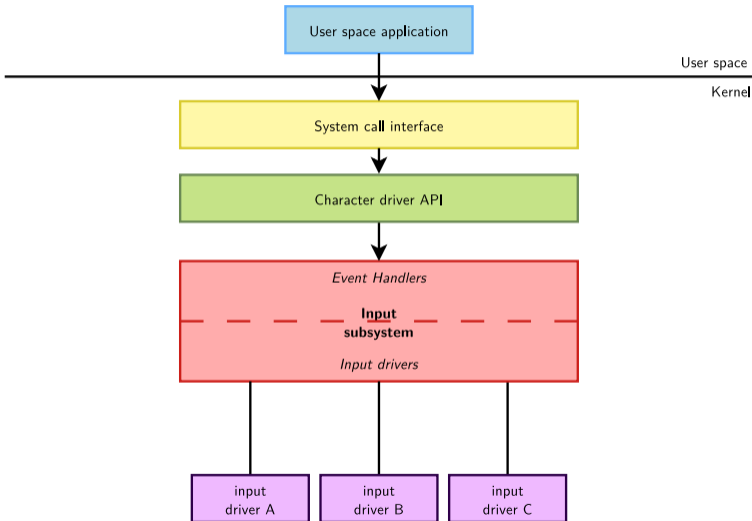 User space application
User space
Kernel
System call interface
Character driver API
Event Handlers
Input
subsystem
Input drivers
input
driver A
input
driver B
input
driver C